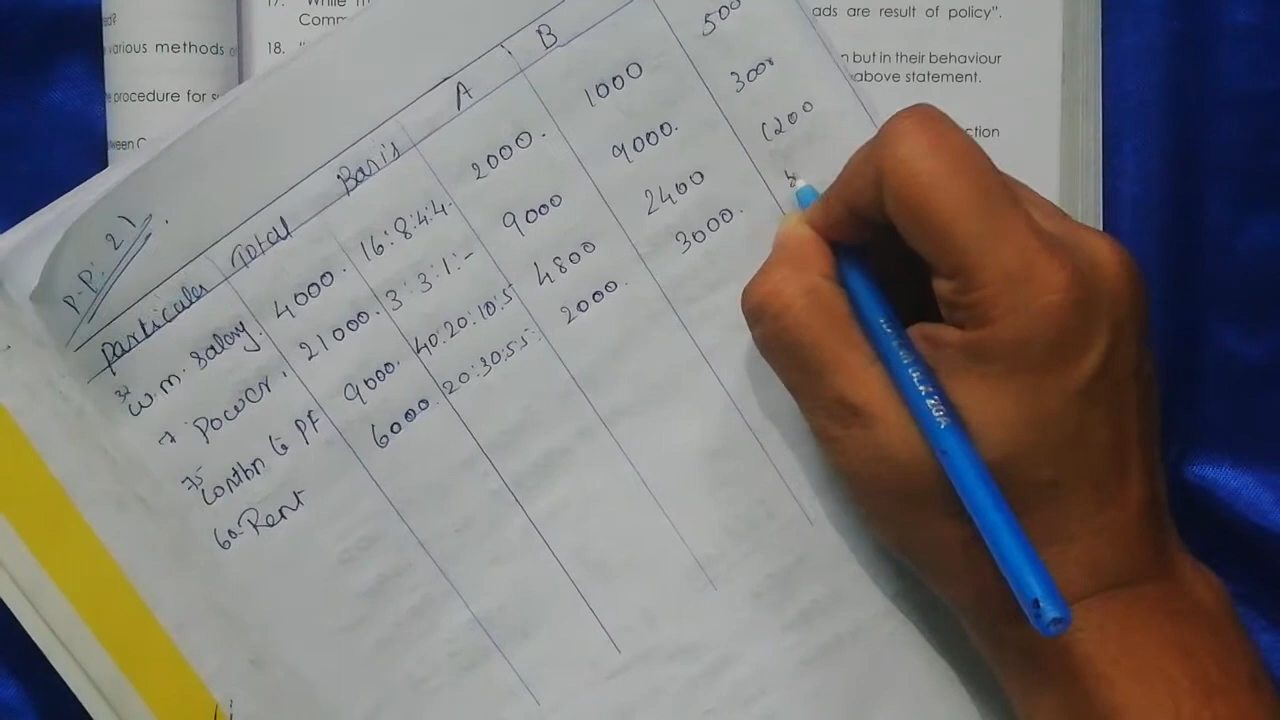 17. "While
Comm
18. "
ed?
various methods o
e procedure for s
ween C
ads are result of policy".
n but in their behaviour
above statement.
ction
P.P: 21
Particular Total Basis A B
32 W.M. Salary. 4000. 16:8:4:4. 2000. 1000 500
7 Power. 21000. 3:3:1:- 9000 9000. 3000
75 Contbn to PF 9000. 40:20:10:5 4800 2400 1200
60. Rent 6000. 20:30:5:5: 2000. 3000.